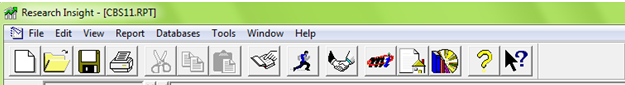 Research Insight - [CBS11.RPT]
File Edit View Report Databases Tools Window Help